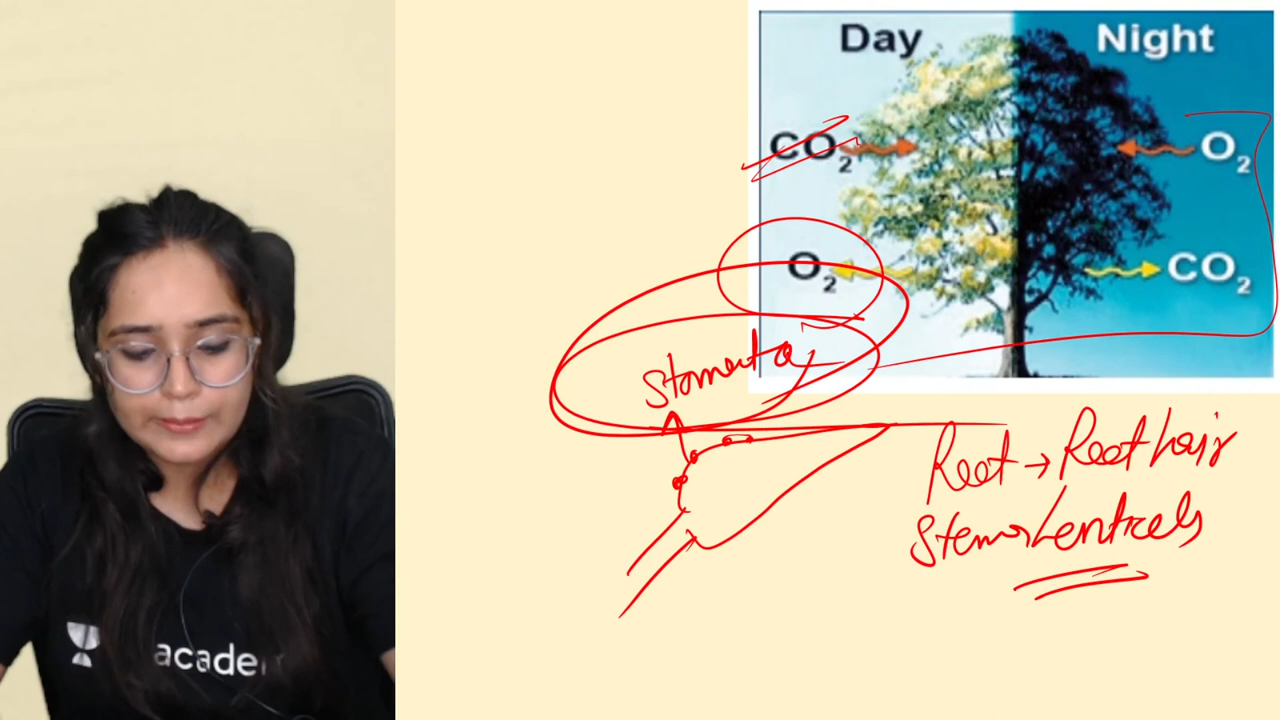 Day
Night
CO2
O2
O2
CO2
Stomata
Root → Root hair
Stem → Lenticels
acade